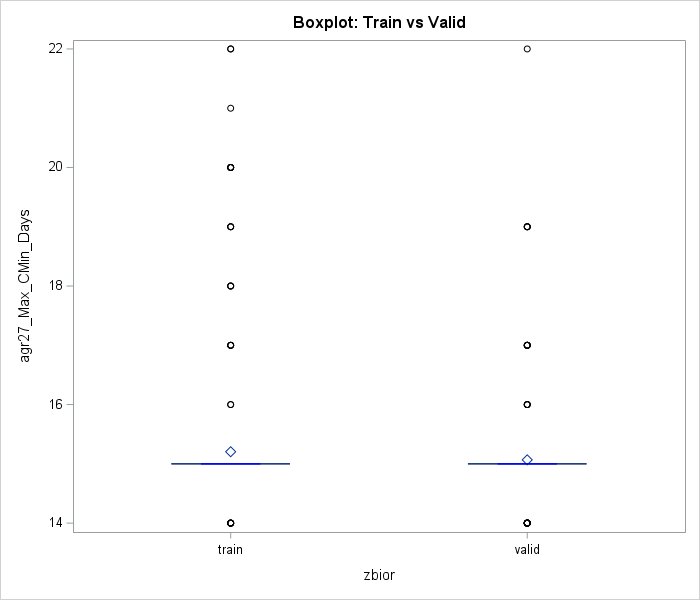 Boxplot: Train vs Valid
22
20
18
16
14
agr27_Max_CMin_Days
train
valid
zbior